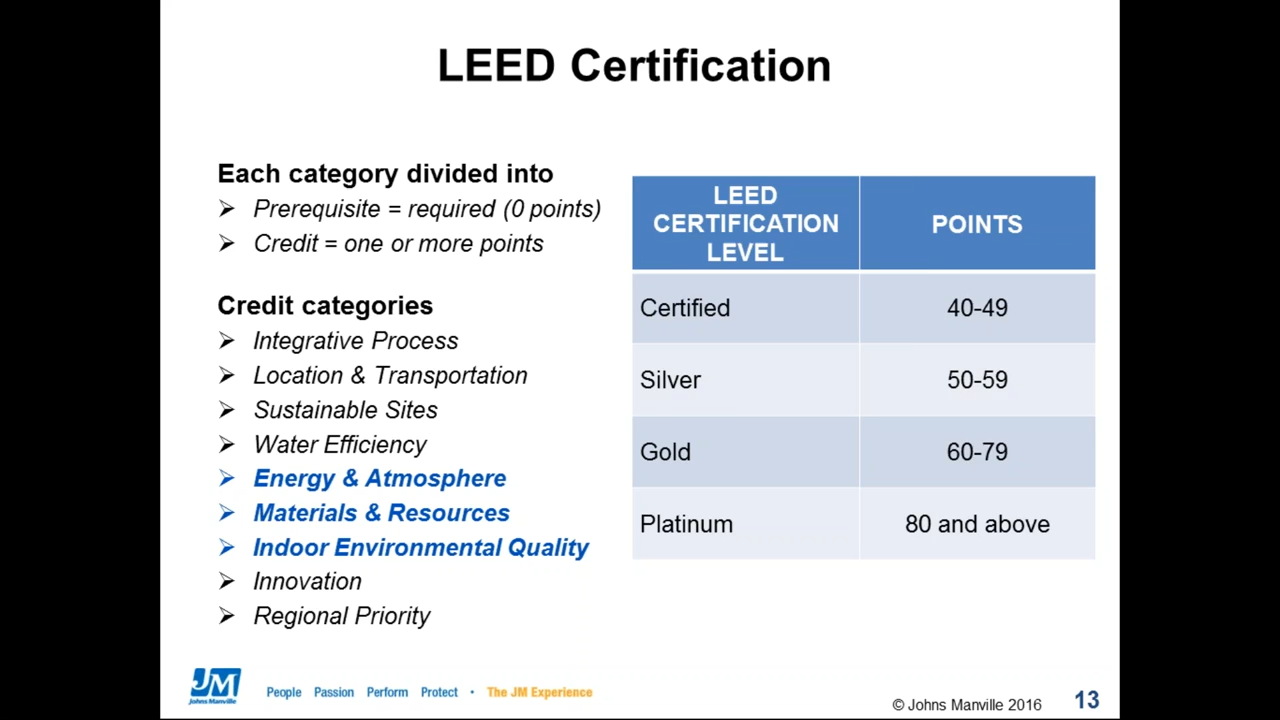 LEED Certification
Each category divided into
Prerequisite = required (0 points)
Credit = one or more points
Credit categories
Integrative Process
Location & Transportation
Sustainable Sites
Water Efficiency
Energy & Atmosphere
Materials & Resources
Indoor Environmental Quality
Innovation
Regional Priority
LEED
CERTIFICATION
LEVEL
POINTS
Certified
40-49
Silver
50-59
Gold
60-79
Platinum
80 and above
JM
Johns Manville
People Passion Perform Protect • The JM Experience
© Johns Manville 2016
13